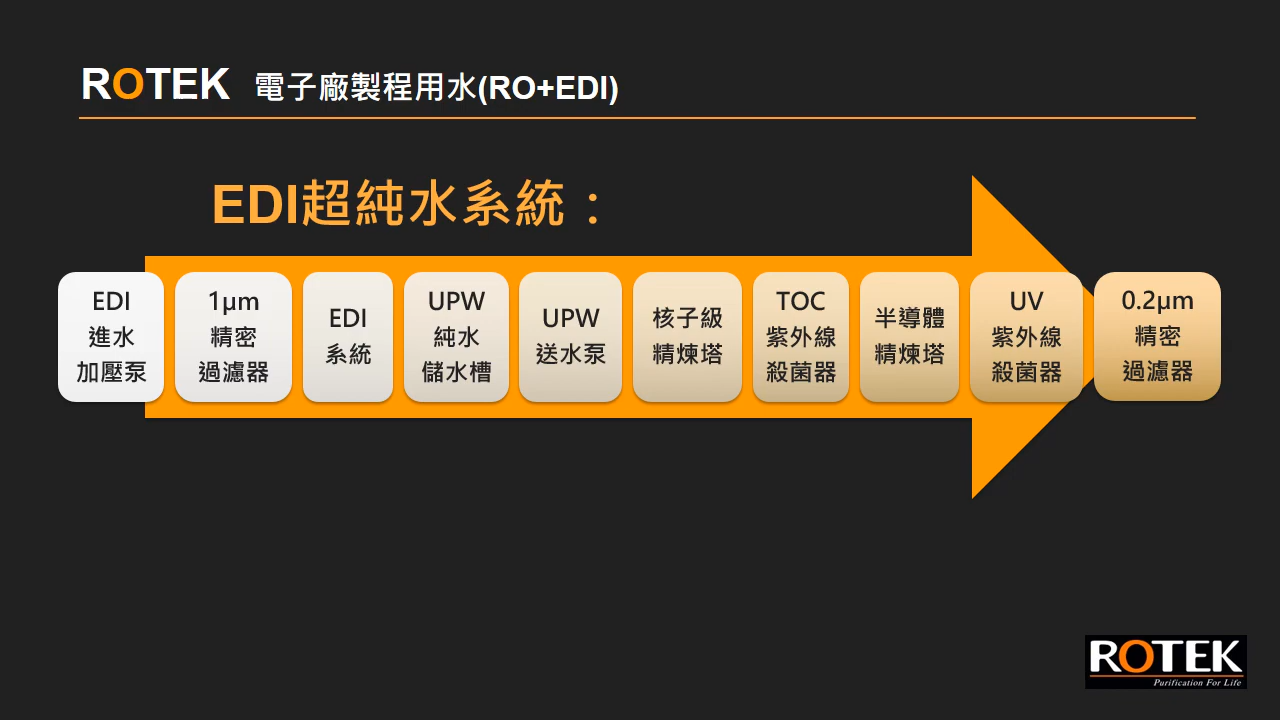 ROTEK 電子廠製程用水(RO+EDI)
EDI超純水系統：
EDI
進水
加壓泵
1μm
精密
過濾器
EDI
系統
UPW
純水
儲水槽
UPW
送水泵
核子級
精煉塔
TOC
紫外線
殺菌器
半導體
精煉塔
UV
紫外線
殺菌器
0.2μm
精密
過濾器
ROTEK
Purification For Life